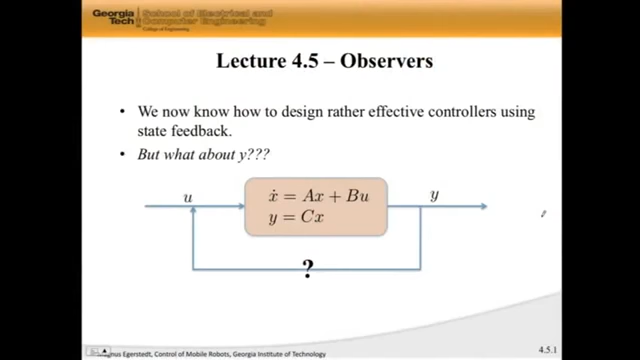 Georgia Tech
School of Electrical and
Computer Engineering
College of Engineering
Lecture 4.5 – Observers
• We now know how to design rather effective controllers using
state feedback.
• But what about y???
u
ẋ = Ax + Bu
y = Cx
y
?
Magnus Egerstedt, Control of Mobile Robots, Georgia Institute of Technology
4.5.1